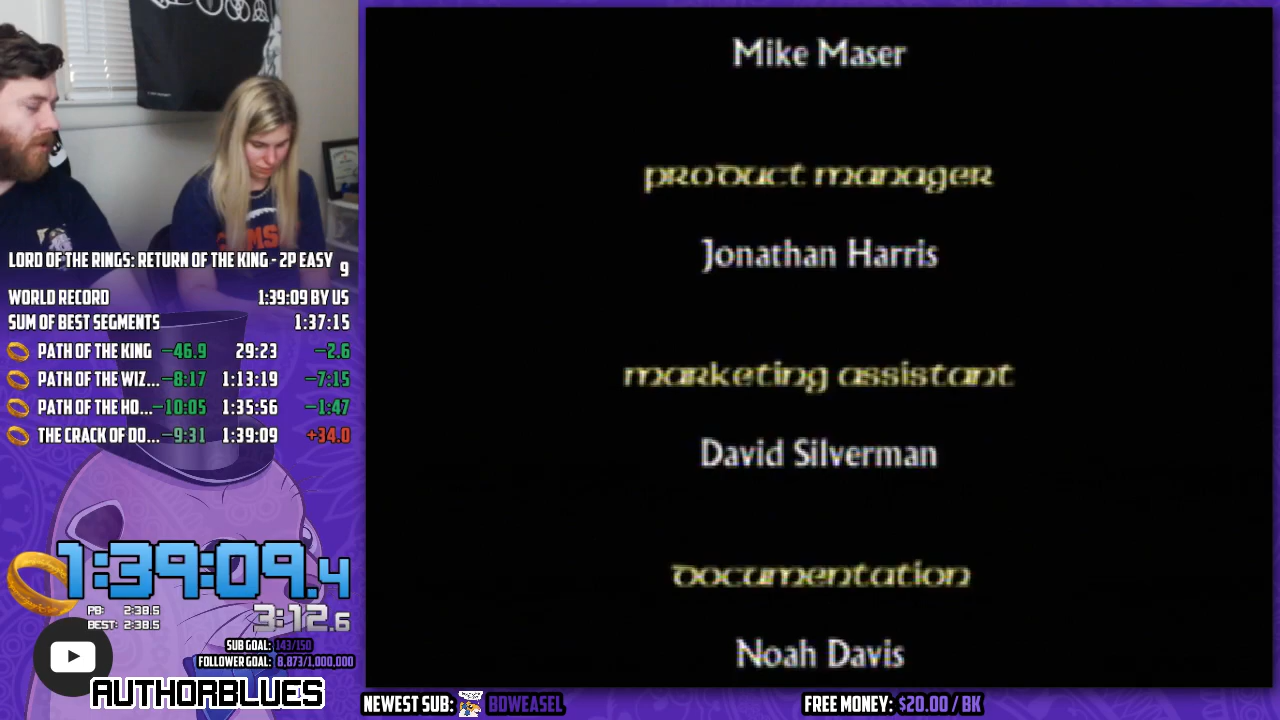 LORD OF THE RINGS: RETURN OF THE KING - 2P EASY 9
WORLD RECORD 1:39:09 BY US
SUM OF BEST SEGMENTS 1:37:15
PATH OF THE KING -46.9 29:23 -2.6
PATH OF THE WIZ... -8:17 1:13:19 -7:15
PATH OF THE HO... -10:05 1:35:56 -1:47
THE CRACK OF DO... -9:31 1:39:09 +34.0
1:39:09.4
PB: 2:38.5
BEST: 2:38.5
3:12.6
SUB GOAL: 143/150
FOLLOWER GOAL: 8,873/1,000,000
AUTHORBLUES
Mike Maser
product manager
Jonathan Harris
marketing assistant
David Silverman
documentation
Noah Davis
NEWEST SUB: BDWEASEL
FREE MONEY: $20.00 / BK